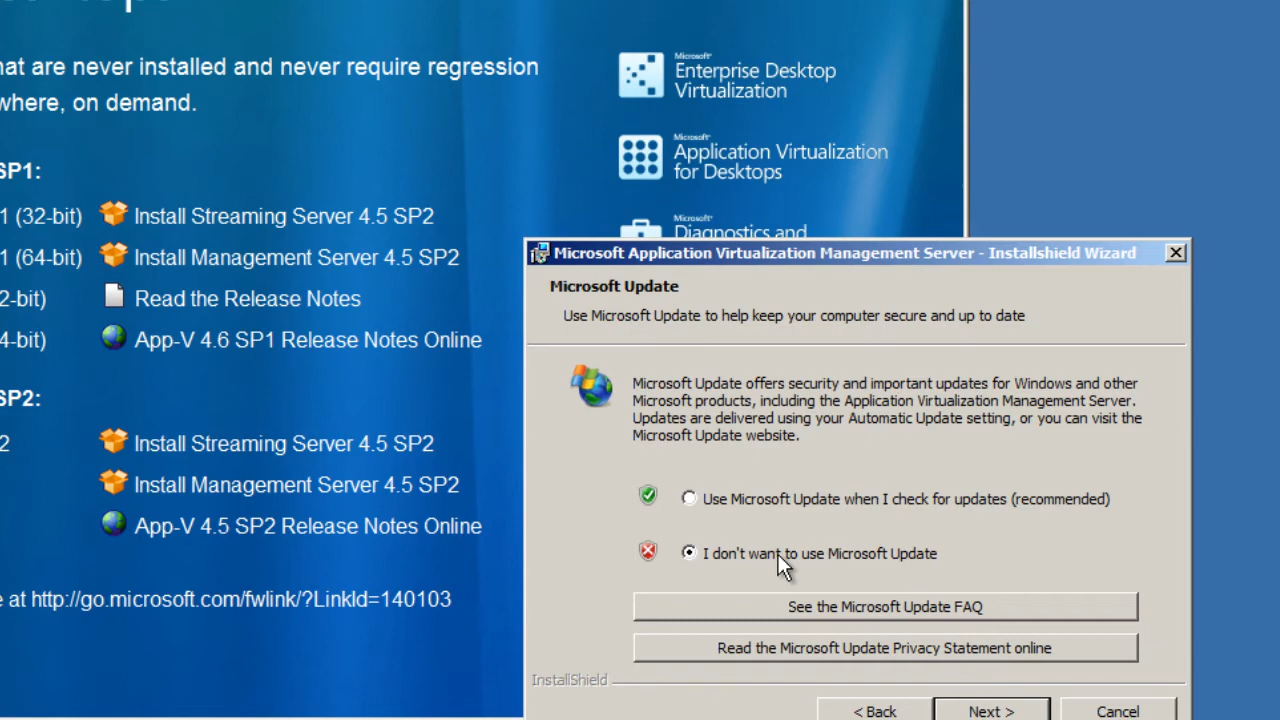 hat are never installed and never require regression
where, on demand.
Microsoft
Enterprise Desktop
Virtualization
Microsoft
Application Virtualization
for Desktops
Microsoft
Diagnostics and
SP1:
1 (32-bit) Install Streaming Server 4.5 SP2
1 (64-bit) Install Management Server 4.5 SP2
2-bit) Read the Release Notes
4-bit) App-V 4.6 SP1 Release Notes Online
SP2:
2 Install Streaming Server 4.5 SP2
Install Management Server 4.5 SP2
App-V 4.5 SP2 Release Notes Online
e at http://go.microsoft.com/fwlink/?LinkId=140103
Microsoft Application Virtualization Management Server - Installshield Wizard
Microsoft Update
Use Microsoft Update to help keep your computer secure and up to date
Microsoft Update offers security and important updates for Windows and other
Microsoft products, including the Application Virtualization Management Server.
Updates are delivered using your Automatic Update setting, or you can visit the
Microsoft Update website.
Use Microsoft Update when I check for updates (recommended)
I don't want to use Microsoft Update
See the Microsoft Update FAQ
Read the Microsoft Update Privacy Statement online
InstallShield
< Back Next > Cancel